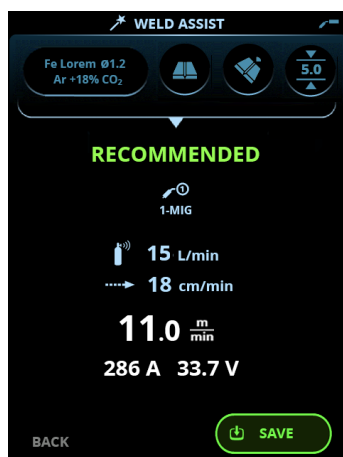 WELD ASSIST
Fe Lorem ø1.2
Ar +18% CO₂
5.0
RECOMMENDED
1
1-MIG
15 L/min
18 cm/min
11.0 m/min
286 A 33.7 V
BACK
SAVE